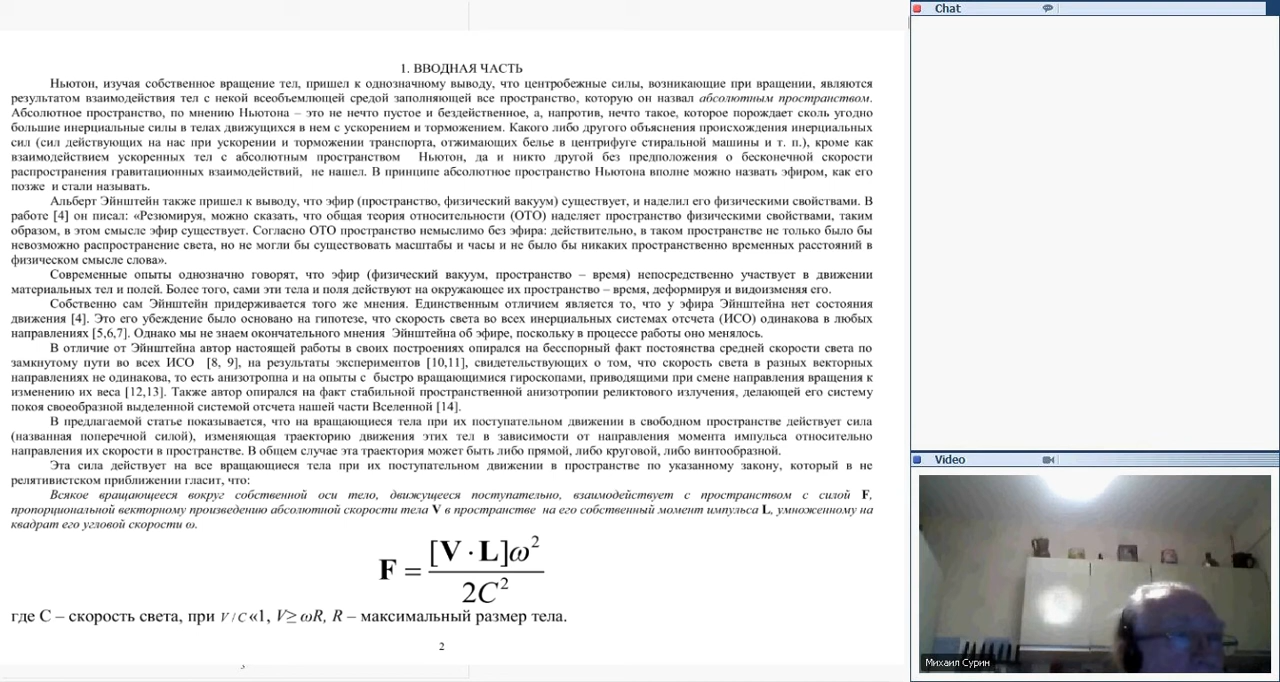 1. ВВОДНАЯ ЧАСТЬ
Ньютон, изучая собственное вращение тел, пришел к однозначному выводу, что центробежные силы, возникающие при вращении, являются
результатом взаимодействия тел с некой всеобъемлющей средой заполняющей все пространство, которую он назвал абсолютным пространством.
Абсолютное пространство, по мнению Ньютона – это не нечто пустое и бездейственное, а, напротив, нечто такое, которое порождает сколь угодно
большие инерциальные силы в телах движущихся в нем с ускорением и торможением. Какого либо другого объяснения происхождения инерциальных
сил (сил действующих на нас при ускорении и торможении транспорта, отжимающих белье в центрифуге стиральной машины и т. п.), кроме как
взаимодействием ускоренных тел с абсолютным пространством Ньютон, да и никто другой без предположения о бесконечной скорости
распространения гравитационных взаимодействий, не нашел. В принципе абсолютное пространство Ньютона вполне можно назвать эфиром, как его
позже и стали называть.
Альберт Эйнштейн также пришел к выводу, что эфир (пространство, физический вакуум) существует, и наделил его физическими свойствами. В
работе [4] он писал: «Резюмируя, можно сказать, что общая теория относительности (ОТО) наделяет пространство физическими свойствами, таким
образом, в этом смысле эфир существует. Согласно ОТО пространство немыслимо без эфира: действительно, в таком пространстве не только было бы
невозможно распространение света, но не могли бы существовать масштабы и часы и не было бы никаких пространственно временных расстояний в
физическом смысле слова».
Современные опыты однозначно говорят, что эфир (физический вакуум, пространство – время) непосредственно участвует в движении
материальных тел и полей. Более того, сами эти тела и поля действуют на окружающее их пространство – время, деформируя и видоизменяя его.
Собственно сам Эйнштейн придерживается того же мнения. Единственным отличием является то, что у эфира Эйнштейна нет состояния
движения [4]. Это его убеждение было основано на гипотезе, что скорость света во всех инерциальных системах отсчета (ИСО) одинакова в любых
направлениях [5,6,7]. Однако мы не знаем окончательного мнения Эйнштейна об эфире, поскольку в процессе работы оно менялось.
В отличие от Эйнштейна автор настоящей работы в своих построениях опирался на бесспорный факт постоянства средней скорости света по
замкнутому пути во всех ИСО [8, 9], на результаты экспериментов [10,11], свидетельствующих о том, что скорость света в разных векторных
направлениях не одинакова, то есть анизотропна и на опыты с быстро вращающимися гироскопами, приводящими при смене направления вращения к
изменению их веса [12,13]. Также автор опирался на факт стабильной пространственной анизотропии реликтового излучения, делающей его систему
покоя своеобразной выделенной системой отсчета нашей части Вселенной [14].
В предлагаемой статье показывается, что на вращающиеся тела при их поступательном движении в свободном пространстве действует сила
(названная поперечной силой), изменяющая траекторию движения этих тел в зависимости от направления момента импульса относительно
направления их скорости в пространстве. В общем случае эта траектория может быть либо прямой, либо круговой, либо винтообразной.
Эта сила действует на все вращающиеся тела при их поступательном движении в пространстве по указанному закону, который в не
релятивистском приближении гласит, что:
Всякое вращающееся вокруг собственной оси тело, движущееся поступательно, взаимодействует с пространством с силой F,
пропорциональной векторному произведению абсолютной скорости тела V в пространстве на его собственный момент импульса L, умноженному на
квадрат его угловой скорости ω.
F = [V · L]ω² / 2C²
где C – скорость света, при V / C «1, V≥ ωR, R – максимальный размер тела.
2
Chat
Video
Михаил Сурин